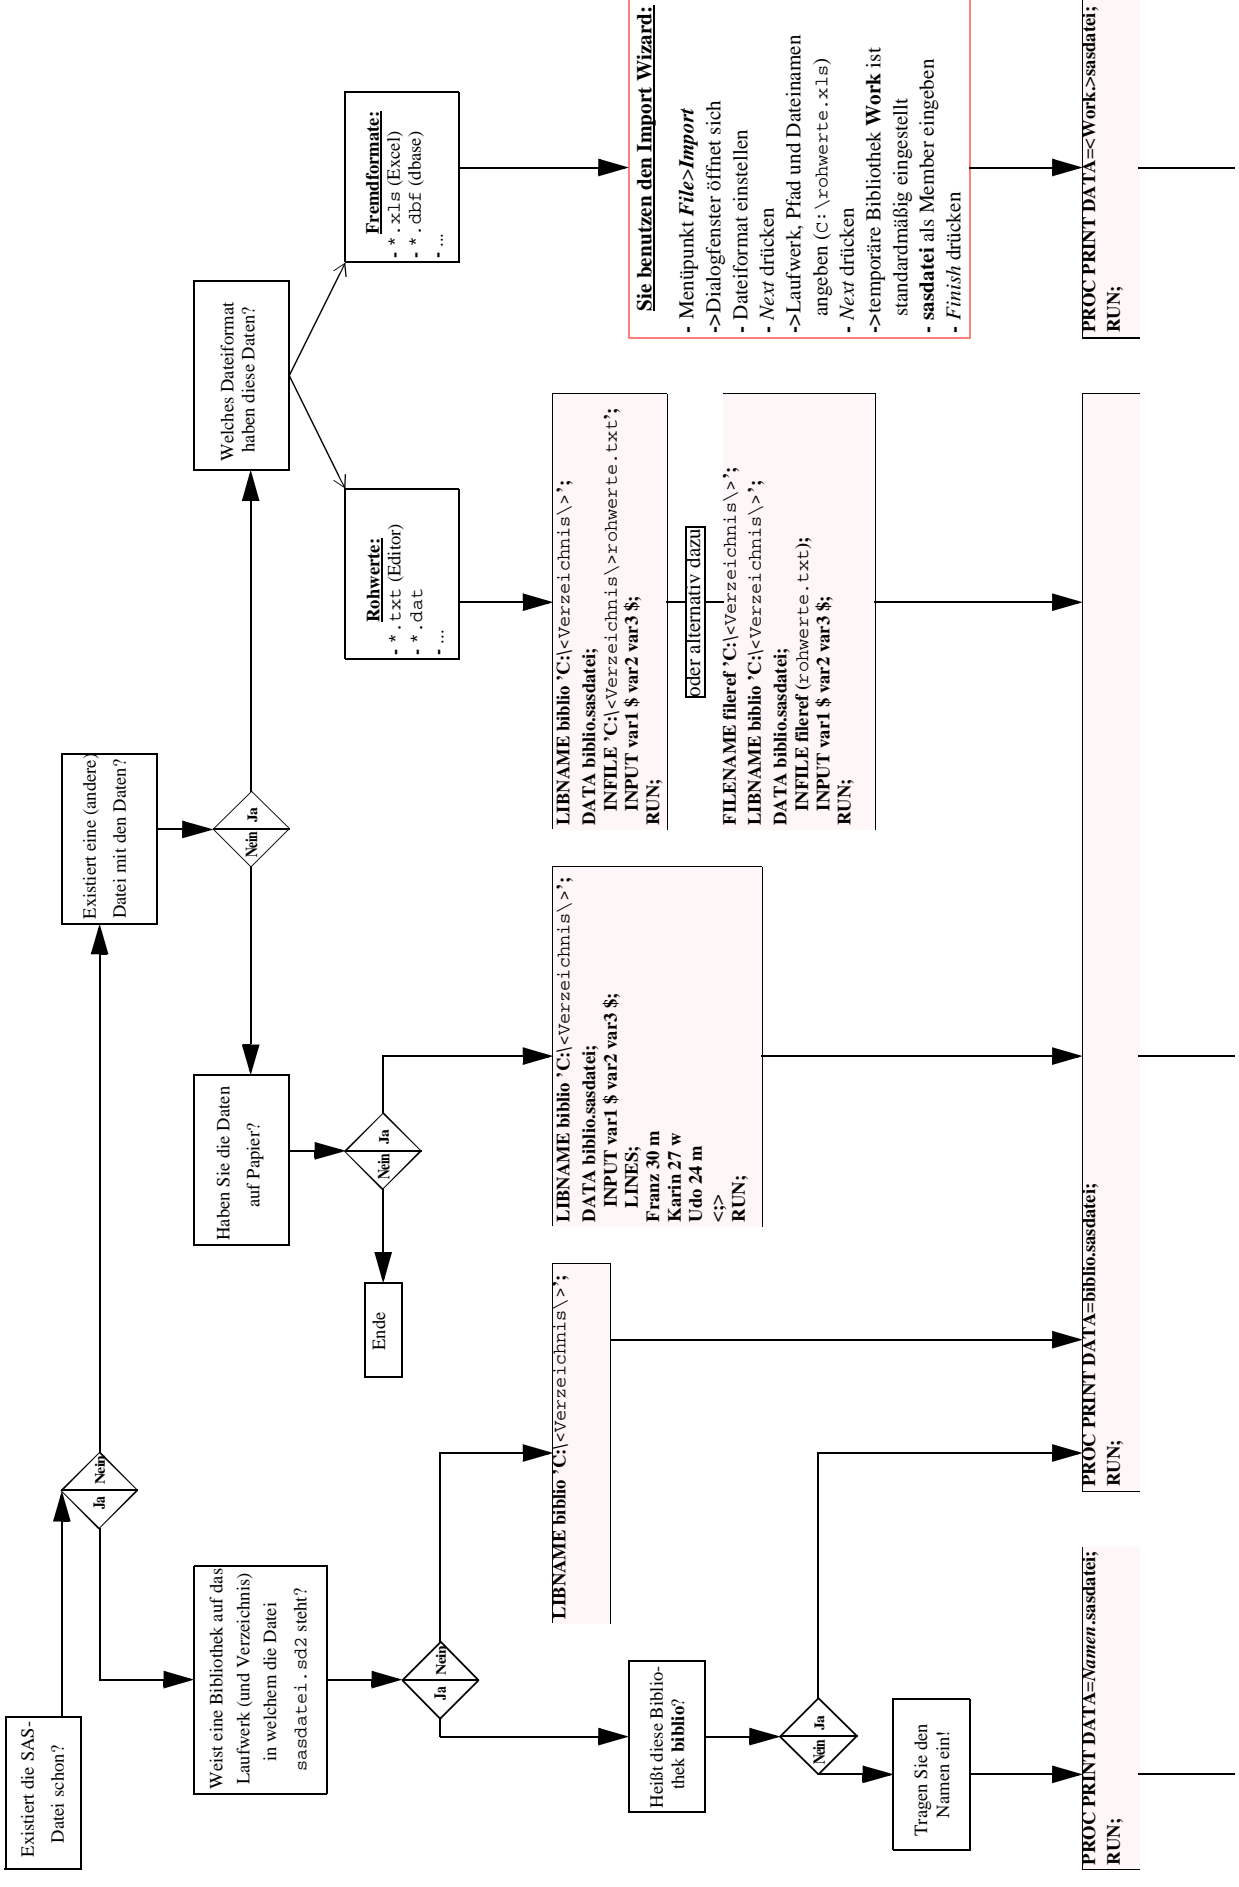 Existiert die SAS-
Datei schon?
Ja
Nein
Existiert eine (andere)
Datei mit den Daten?
Nein
Ja
Weist eine Bibliothek auf das
Laufwerk (und Verzeichnis)
in welchem die Datei
sasdatei.sd2 steht?
Haben Sie die Daten
auf Papier?
Welches Dateiformat
haben diese Daten?
Nein
Ja
Ende
Rohwerte:
- *.txt (Editor)
- *.dat
- ...
Fremdformate:
- *.xls (Excel)
- *.dbf (dbase)
- ...
Ja
Nein
LIBNAME biblio ’C:\<Verzeichnis\>’;
LIBNAME biblio ’C:\<Verzeichnis\>’;
DATA biblio.sasdatei;
INPUT var1 $ var2 var3 $;
LINES;
Franz 30 m
Karin 27 w
Udo 24 m
<;>
RUN;
LIBNAME biblio ’C:\<Verzeichnis\>’;
DATA biblio.sasdatei;
INFILE ’C:\<Verzeichnis\>rohwerte.txt’;
INPUT var1 $ var2 var3 $;
RUN;
oder alternativ dazu
FILENAME fileref ’C:\<Verzeichnis\>’;
LIBNAME biblio ’C:\<Verzeichnis\>’;
DATA biblio.sasdatei;
INFILE fileref (rohwerte.txt);
INPUT var1 $ var2 var3 $;
RUN;
Sie benutzen den Import Wizard:
- Menüpunkt File>Import
->Dialogfenster öffnet sich
- Dateiformat einstellen
- Next drücken
->Laufwerk, Pfad und Dateinamen
angeben (C:\rohwerte.xls)
- Next drücken
->temporäre Bibliothek Work ist
standardmäßig eingestellt
- sasdatei als Member eingeben
- Finish drücken
Heißt diese Biblio-
thek biblio?
Nein
Ja
Tragen Sie den
Namen ein!
PROC PRINT DATA=Namen.sasdatei;
RUN;
PROC PRINT DATA=biblio.sasdatei;
RUN;
PROC PRINT DATA=<Work.>sasdatei;
RUN;